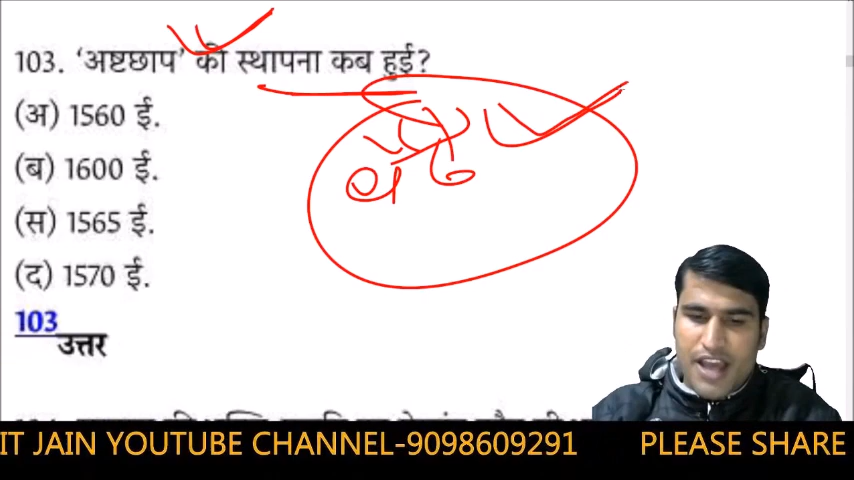 103. ‘अष्टछाप’ की स्थापना कब हुई?
(अ) 1560 ई.
(ब) 1600 ई.
(स) 1565 ई.
(द) 1570 ई.
103
उत्तर
IT JAIN YOUTUBE CHANNEL-9098609291 PLEASE SHARE